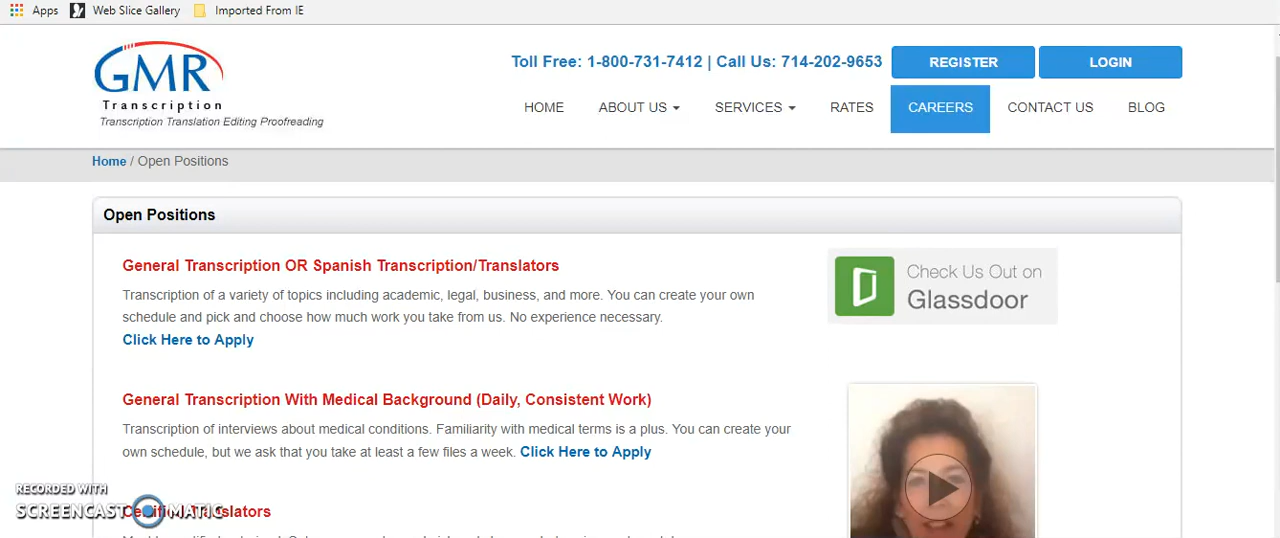 Apps Web Slice Gallery Imported From IE
GMR
Transcription
Transcription Translation Editing Proofreading
Toll Free: 1-800-731-7412 | Call Us: 714-202-9653
REGISTER
LOGIN
HOME ABOUT US SERVICES RATES CAREERS CONTACT US BLOG
Home / Open Positions
Open Positions
General Transcription OR Spanish Transcription/Translators
Transcription of a variety of topics including academic, legal, business, and more. You can create your own
schedule and pick and choose how much work you take from us. No experience necessary.
Click Here to Apply
Check Us Out on
Glassdoor
General Transcription With Medical Background (Daily, Consistent Work)
Transcription of interviews about medical conditions. Familiarity with medical terms is a plus. You can create your
own schedule, but we ask that you take at least a few files a week. Click Here to Apply
RECORDED WITH
SCREENCAST MATIC
Certified Translators